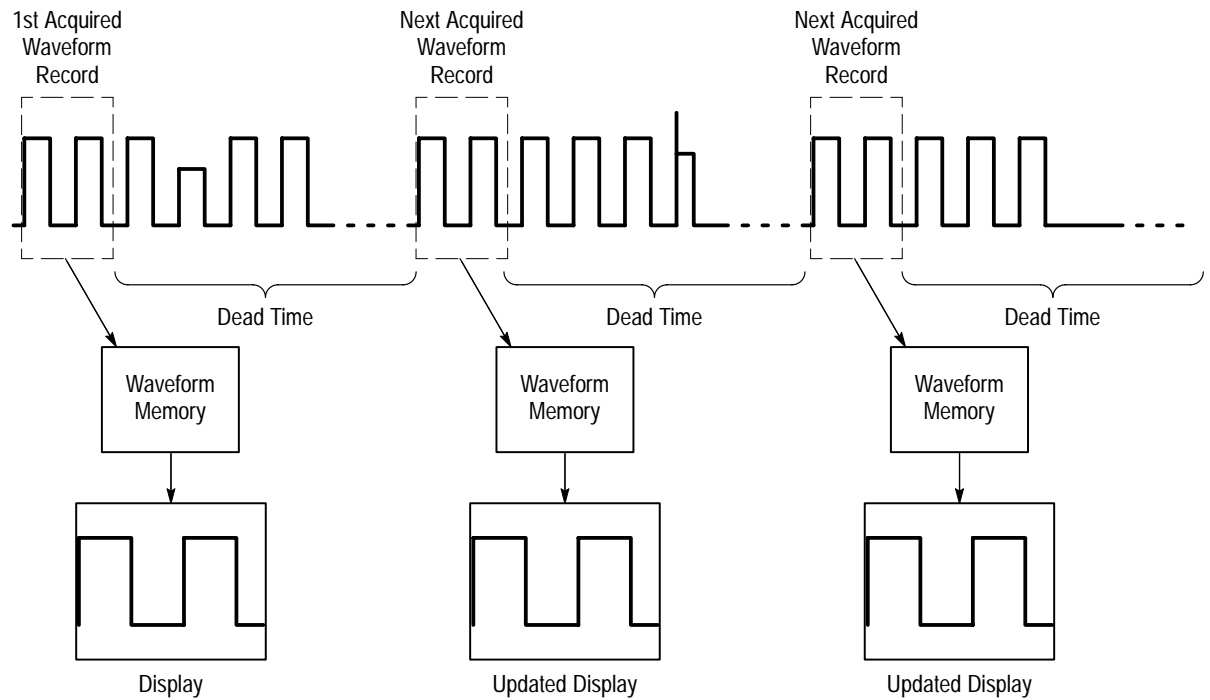 1st Acquired
Waveform
Record
Next Acquired
Waveform
Record
Next Acquired
Waveform
Record
Dead Time
Dead Time
Dead Time
Waveform
Memory
Waveform
Memory
Waveform
Memory
Display
Updated Display
Updated Display